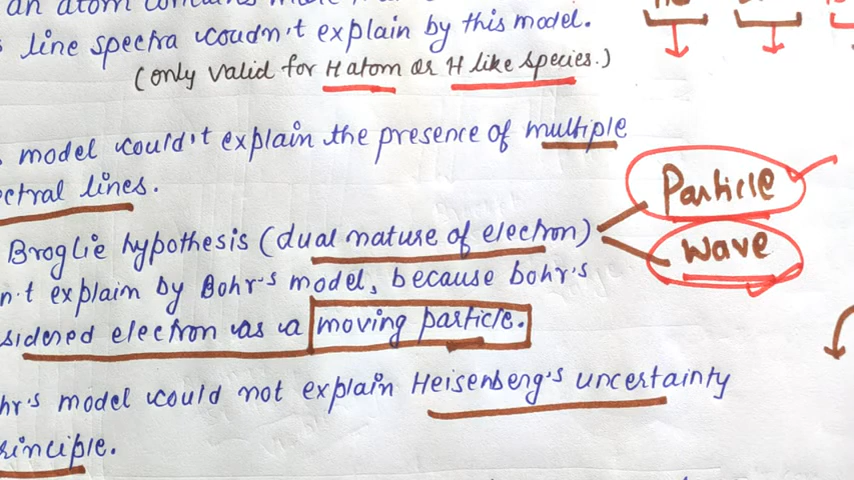 an atom contains
line spectra coudn't explain by this model.
(only valid for H atom or H like species.)
model could't explain the presence of multiple
ctral lines.
Particle
Broglie hypothesis (dual nature of electron)
Wave
n't explain by Bohr's model, because bohr's
sidered electron as a moving particle.
hr's model could not explain Heisenberg's uncertainty
rinciple.